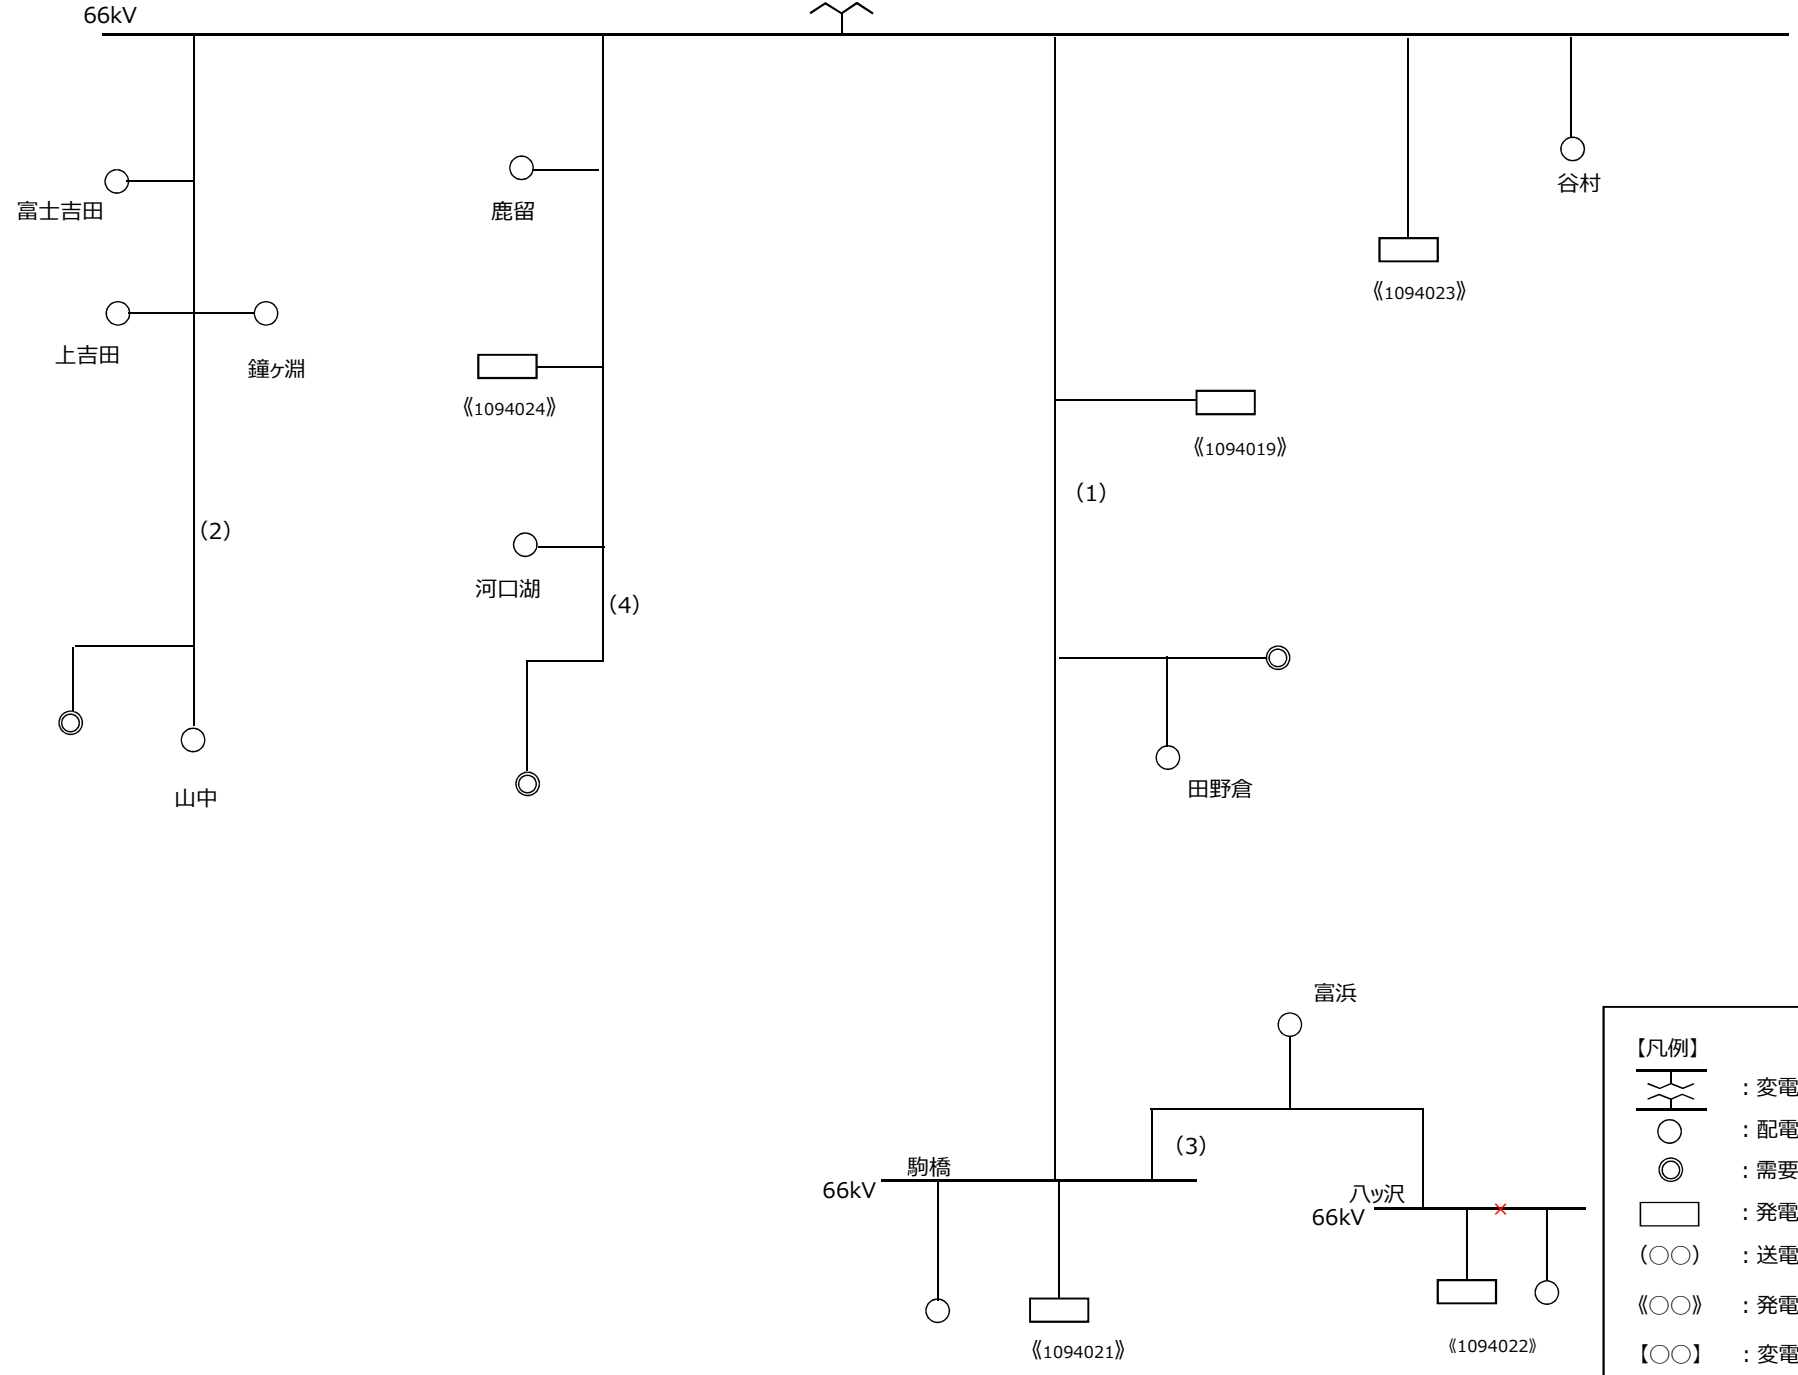 66kV
谷村
富士吉田
鹿留
《1094023》
上吉田
鐘ヶ淵
《1094024》
《1094019》
（1）
（2）
河口湖
（4）
田野倉
山中
富浜
【凡例】
：変電
：配電
：需要
：発電
（○○）：送電
《○○》：発電
【○○】：変電
（3）
駒橋
66kV
八ッ沢
66kV
《1094021》
《1094022》